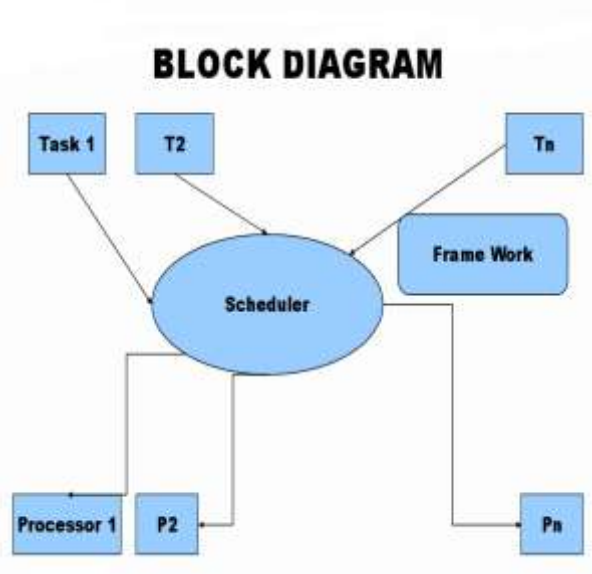 BLOCK DIAGRAM
Task 1
T2
Tn
Frame Work
Scheduler
Processor 1
P2
Pn